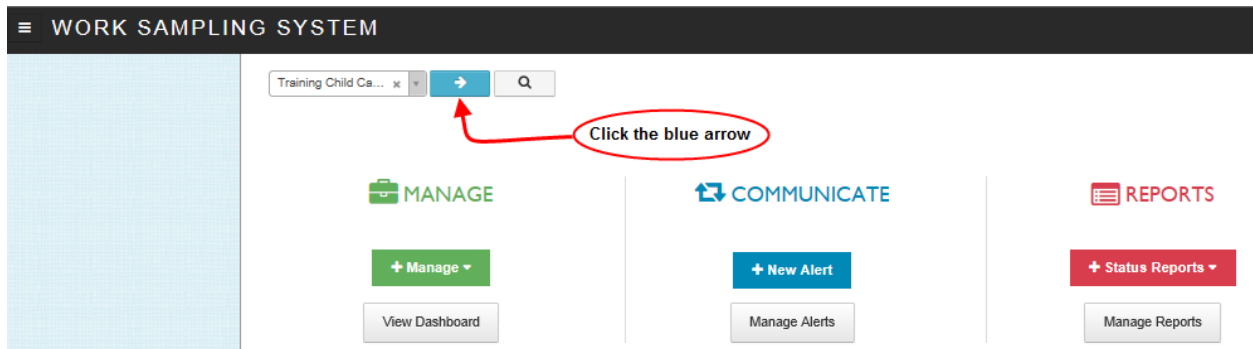 WORK SAMPLING SYSTEM
Training Child Ca...
Click the blue arrow
MANAGE
COMMUNICATE
REPORTS
+ Manage
+ New Alert
+ Status Reports
View Dashboard
Manage Alerts
Manage Reports